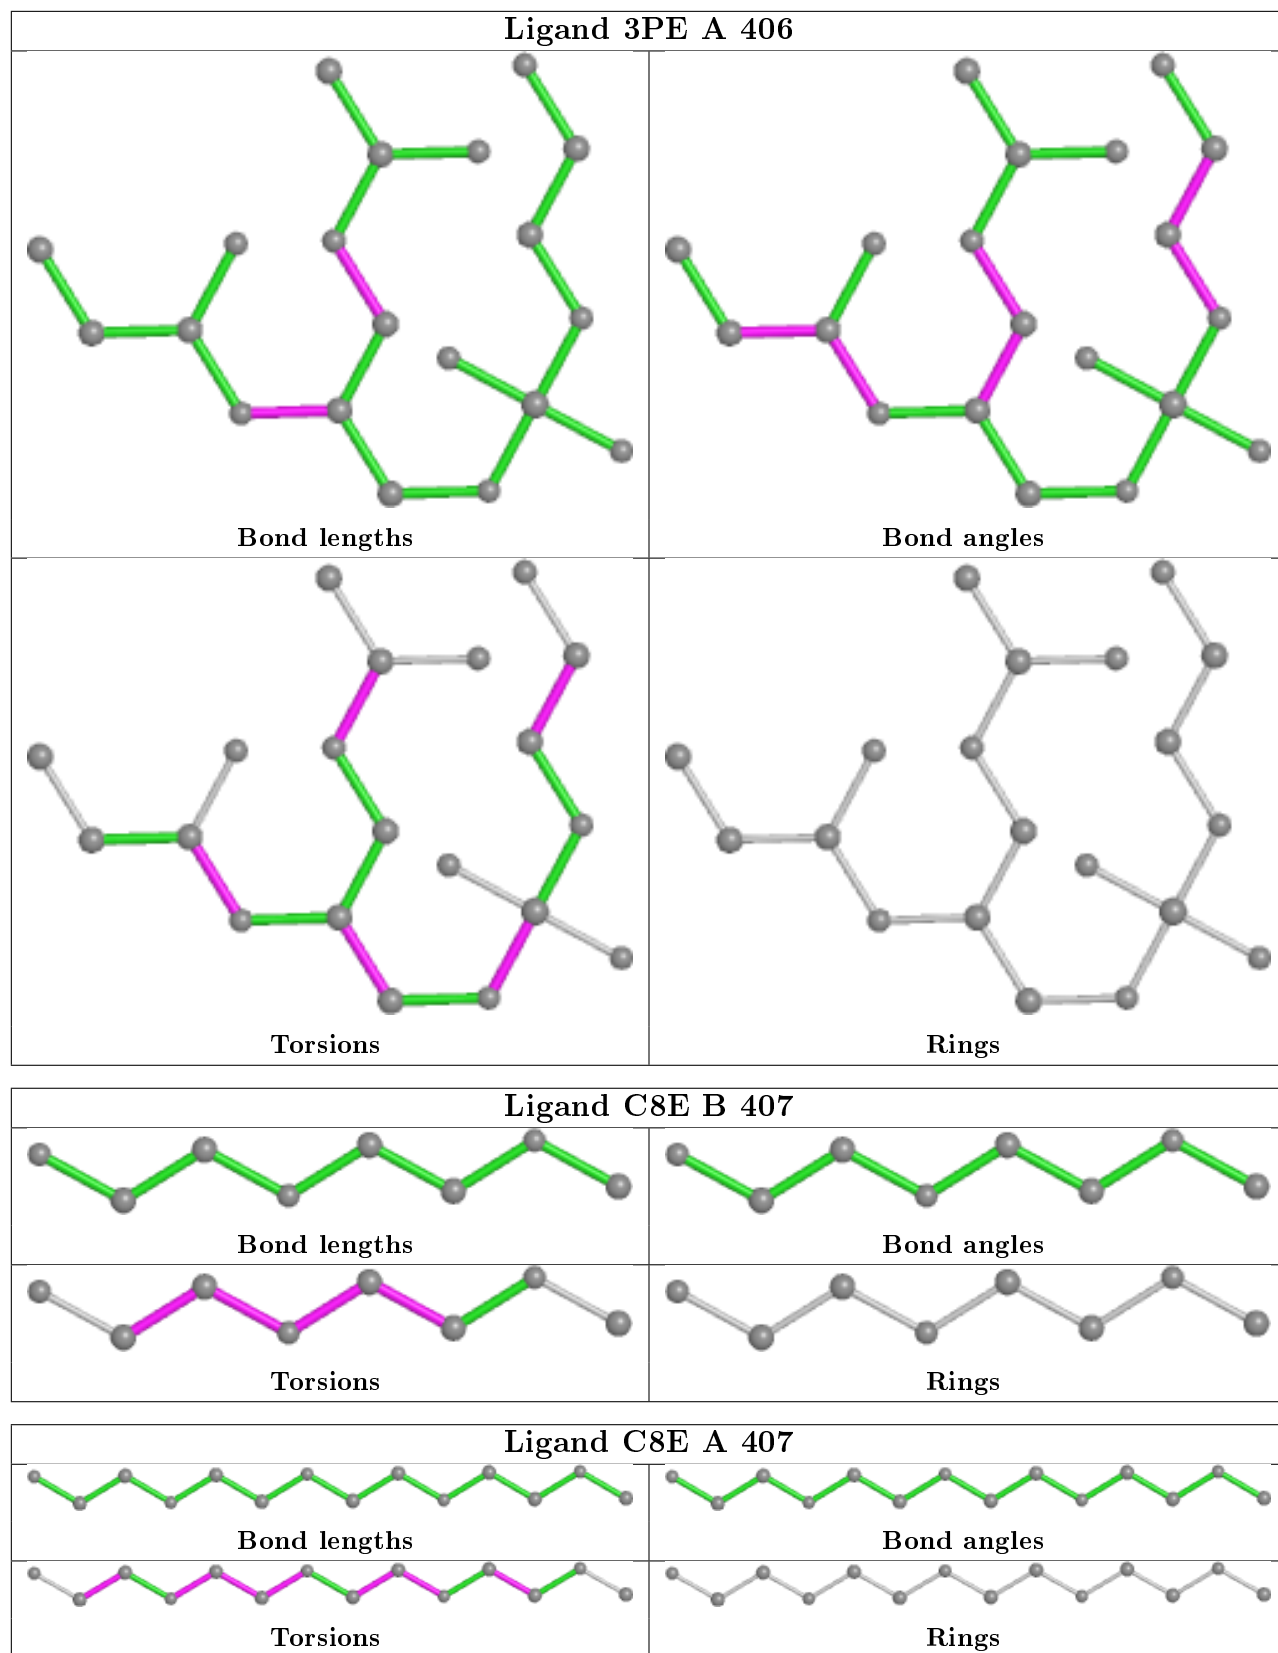 Ligand 3PE A 406
Bond lengths
Bond angles
Torsions
Rings
Ligand C8E B 407
Bond lengths
Bond angles
Torsions
Rings
Ligand C8E A 407
Bond lengths
Bond angles
Torsions
Rings